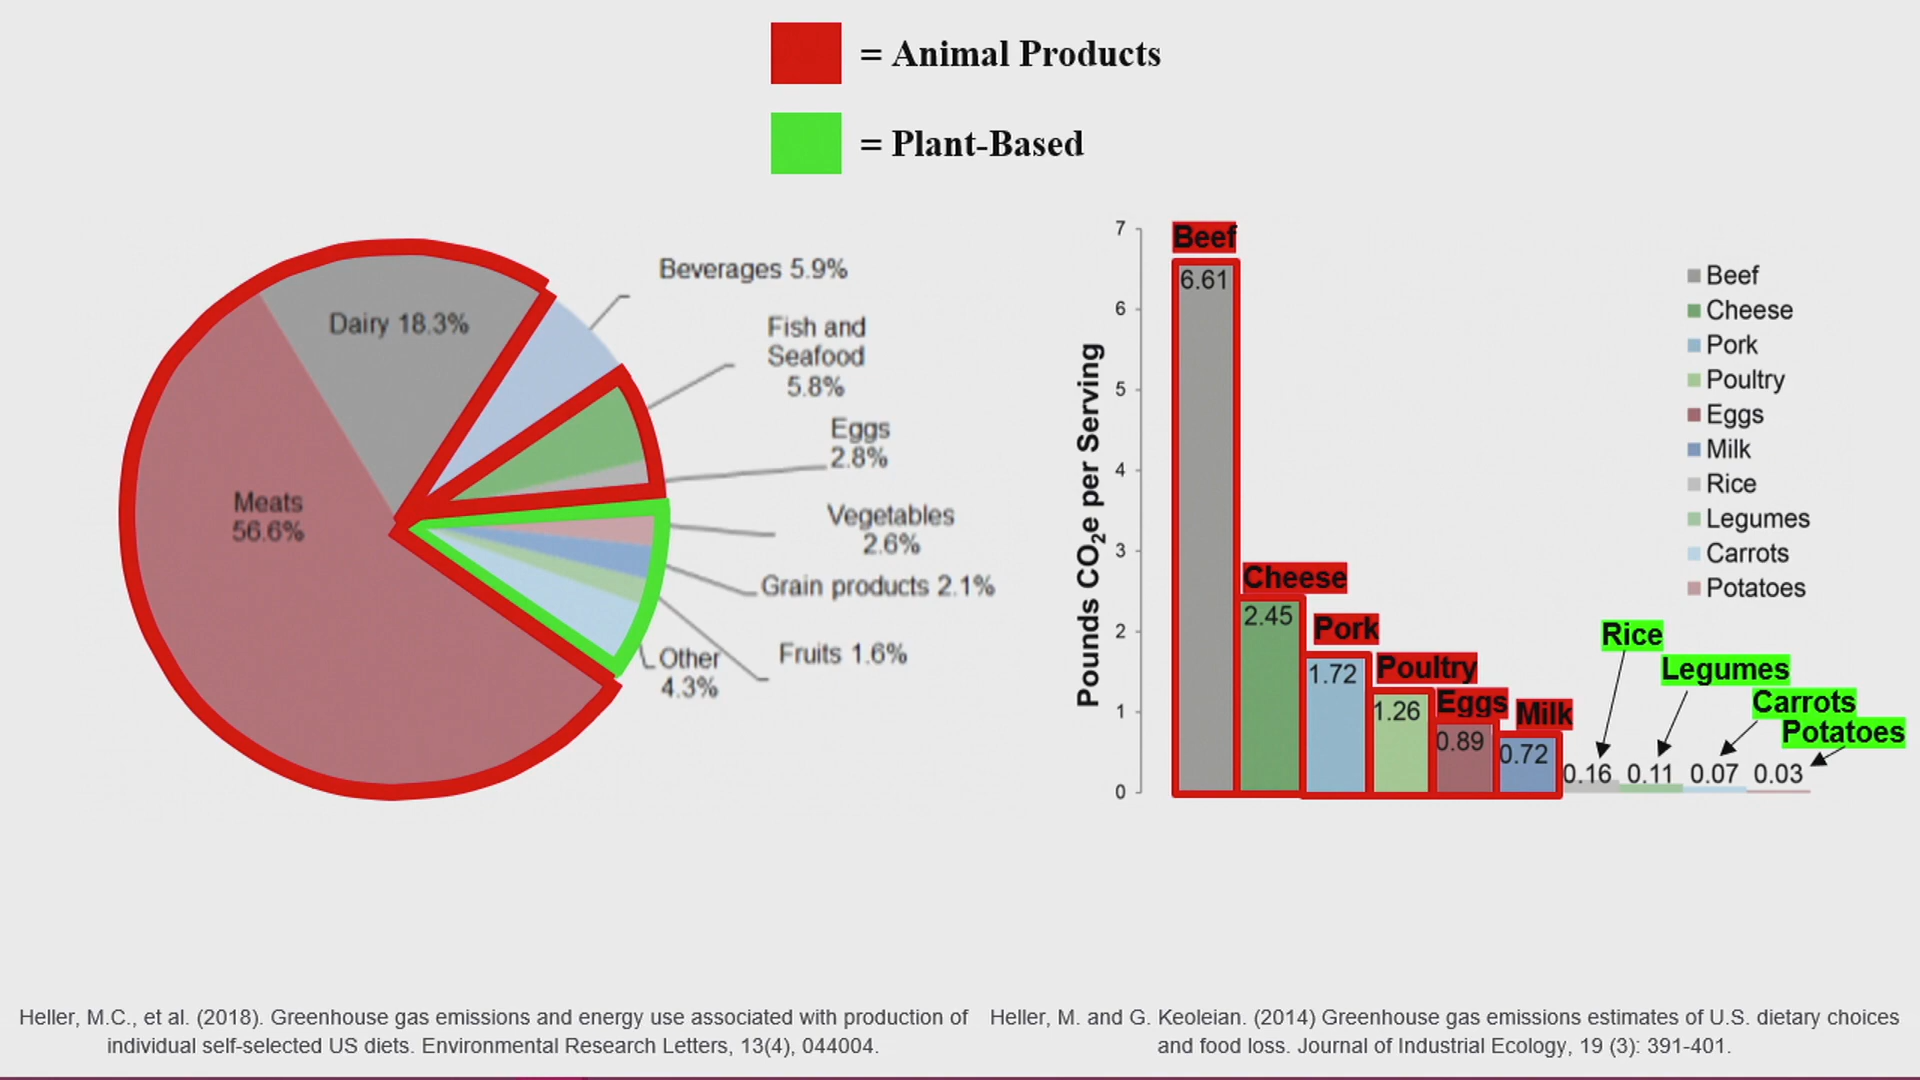 = Animal Products
= Plant-Based
Dairy 18.3%
Meats
56.6%
Beverages 5.9%
Fish and
Seafood
5.8%
Eggs
2.8%
Vegetables
2.6%
Grain products 2.1%
Fruits 1.6%
Other
4.3%
Pounds CO₂e per Serving
7
6
5
4
3
2
1
0
Beef
6.61
Cheese
2.45
Pork
1.72
Poultry
1.26
Eggs
0.89
Milk
0.72
Rice
0.16
Legumes
0.11
Carrots
0.07
Potatoes
0.03
Beef
Cheese
Pork
Poultry
Eggs
Milk
Rice
Legumes
Carrots
Potatoes
Heller, M.C., et al. (2018). Greenhouse gas emissions and energy use associated with production of
individual self-selected US diets. Environmental Research Letters, 13(4), 044004.
Heller, M. and G. Keoleian. (2014) Greenhouse gas emissions estimates of U.S. dietary choices
and food loss. Journal of Industrial Ecology, 19 (3): 391-401.